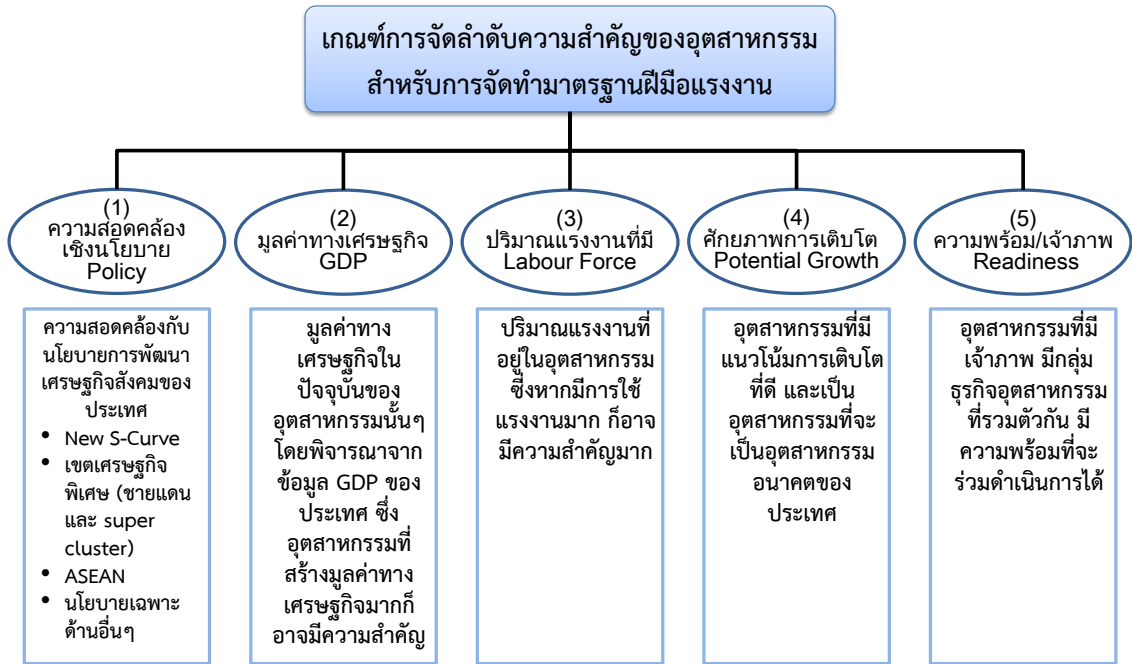 เกณฑ์การจัดลำดับความสำคัญของอุตสาหกรรม
สำหรับการจัดทำมาตรฐานฝีมือแรงงาน
(1)
ความสอดคล้อง
เชิงนโยบาย
Policy
(2)
มูลค่าทางเศรษฐกิจ
GDP
(3)
ปริมาณแรงงานที่มี
Labour Force
(4)
ศักยภาพการเติบโต
Potential Growth
(5)
ความพร้อม/เจ้าภาพ
Readiness
ความสอดคล้องกับ
นโยบายการพัฒนา
เศรษฐกิจสังคมของ
ประเทศ
• New S-Curve
• เขตเศรษฐกิจ
พิเศษ (ชายแดน
และ super
cluster)
• ASEAN
• นโยบายเฉพาะ
ด้านอื่นๆ
มูลค่าทาง
เศรษฐกิจใน
ปัจจุบันของ
อุตสาหกรรมนั้นๆ
โดยพิจารณาจาก
ข้อมูล GDP ของ
ประเทศ ซึ่ง
อุตสาหกรรมที่
สร้างมูลค่าทาง
เศรษฐกิจมากก็
อาจมีความสำคัญ
ปริมาณแรงงานที่
อยู่ในอุตสาหกรรม
ซึ่งหากมีการใช้
แรงงานมาก ก็อาจ
มีความสำคัญมาก
อุตสาหกรรมที่มี
แนวโน้มการเติบโต
ที่ดี และเป็น
อุตสาหกรรมที่จะ
เป็นอุตสาหกรรม
อนาคตของ
ประเทศ
อุตสาหกรรมที่มี
เจ้าภาพ มีกลุ่ม
ธุรกิจอุตสาหกรรม
ที่รวมตัวกัน มี
ความพร้อมที่จะ
ร่วมดำเนินการได้